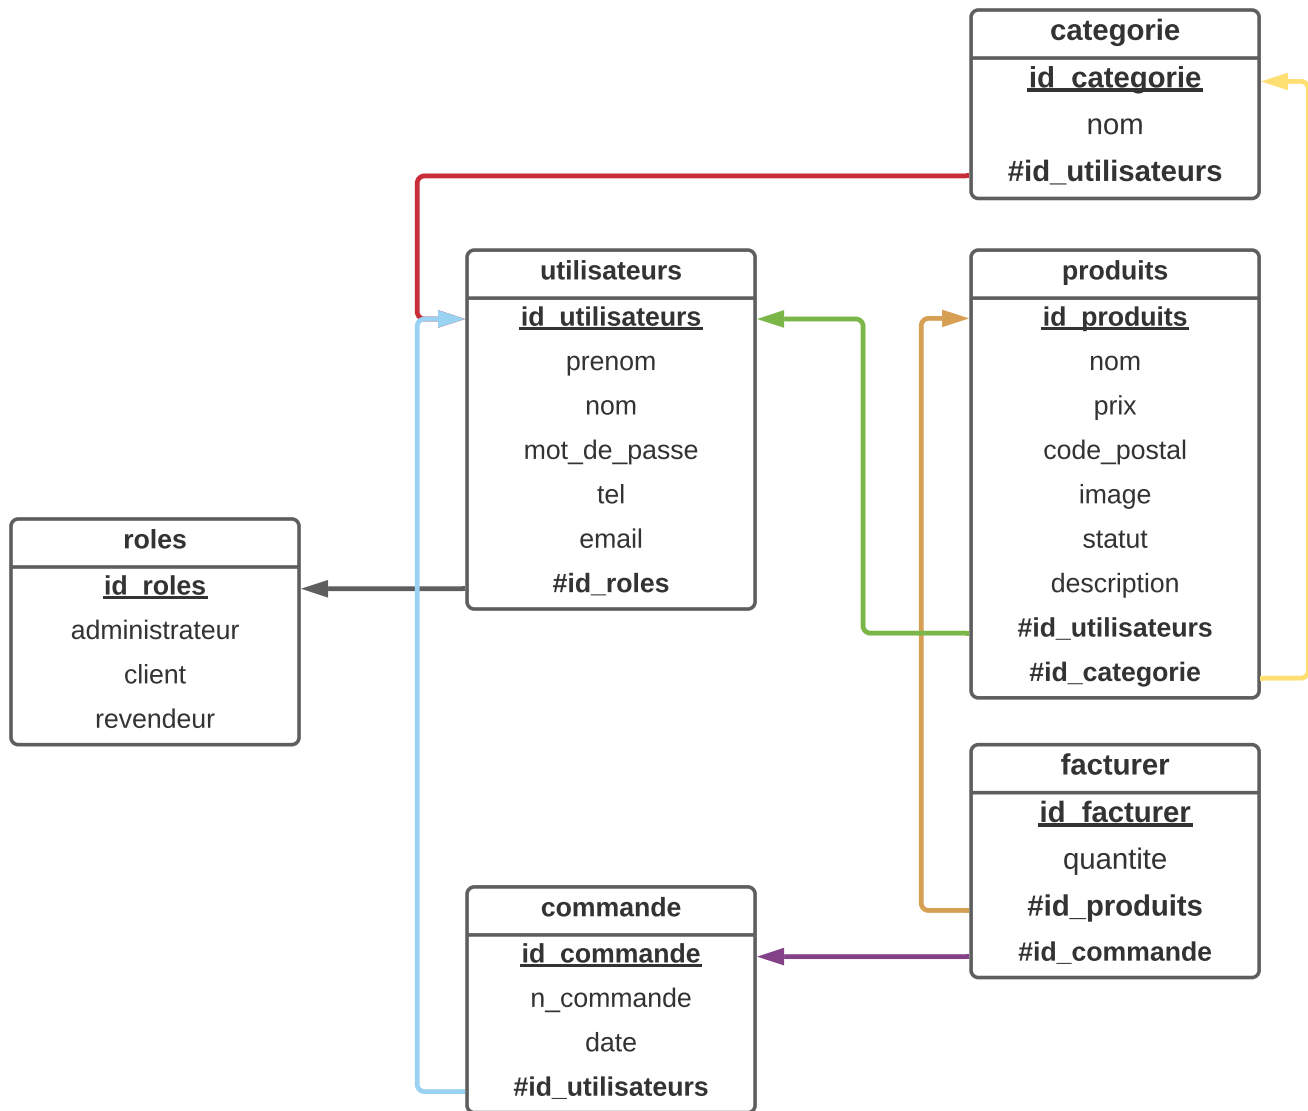 categorie
id_categorie
nom
#id_utilisateurs
utilisateurs
id_utilisateurs
prenom
nom
mot_de_passe
tel
email
#id_roles
produits
id_produits
nom
prix
code_postal
image
statut
description
#id_utilisateurs
#id_categorie
roles
id_roles
administrateur
client
revendeur
facturer
id_facturer
quantite
#id_produits
#id_commande
commande
id_commande
n_commande
date
#id_utilisateurs